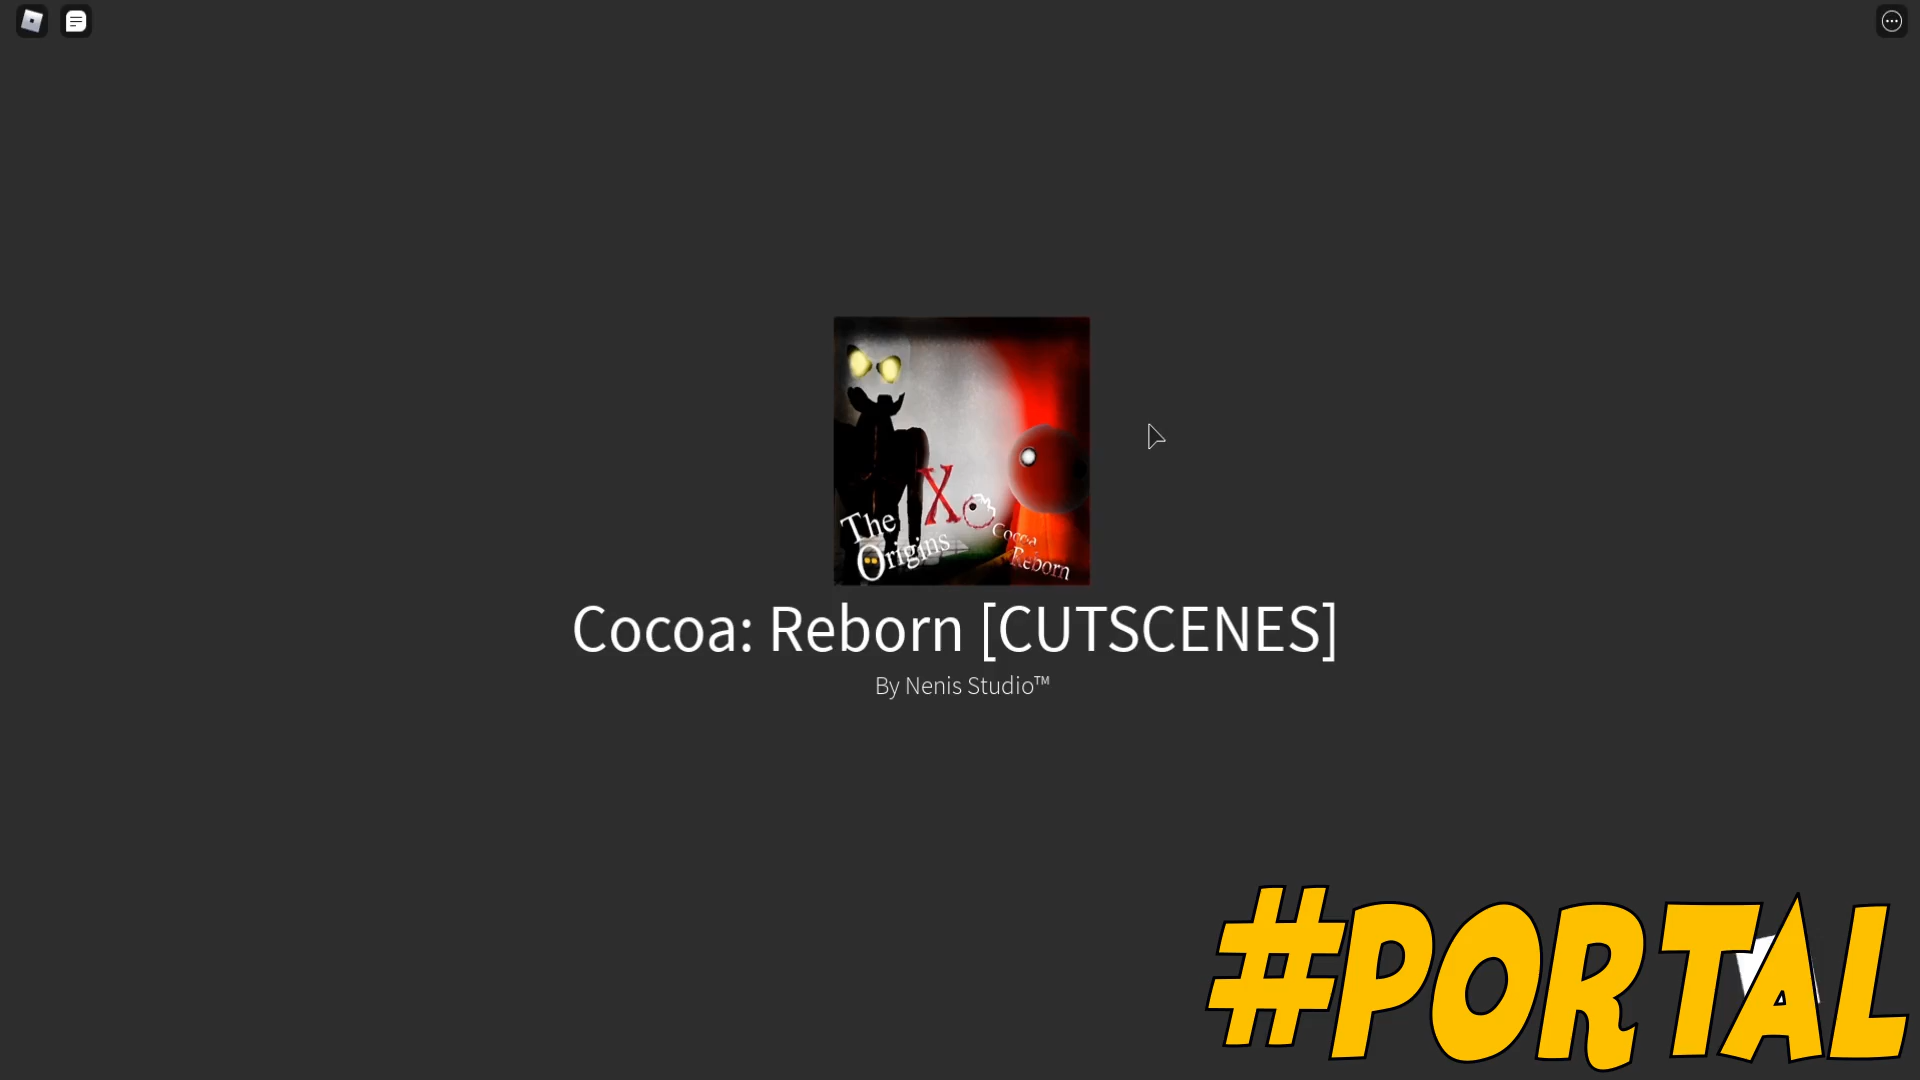 The
Origins
X
Cocoa
Reborn
Cocoa: Reborn [CUTSCENES]
By Nenis Studio™
#PORTAL